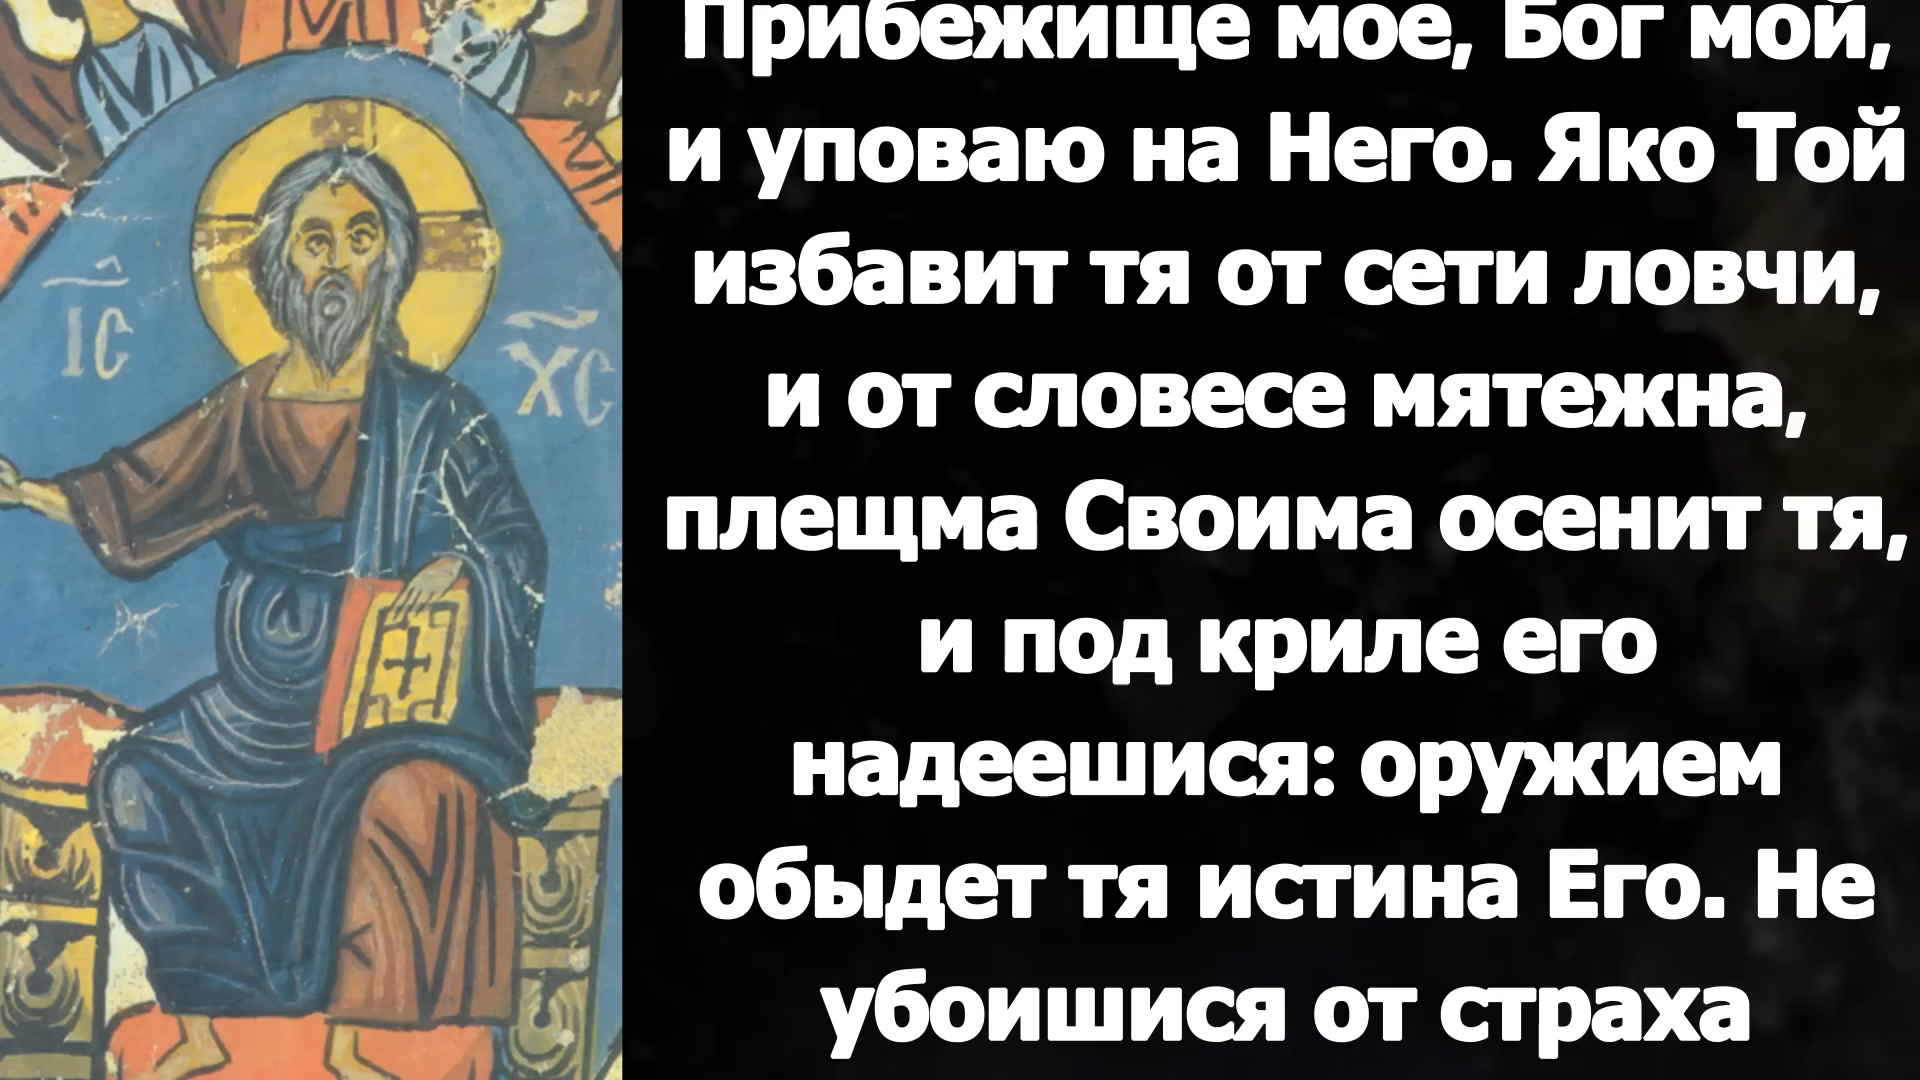 Прибежище мое, Бог мой,
и уповаю на Него. Яко Той
избавит тя от сети ловчи,
и от словесе мятежна,
плещма Своима осенит тя,
и под криле его
надеешися: оружием
обыдет тя истина Его. Не
убоишися от страха
IC
XC